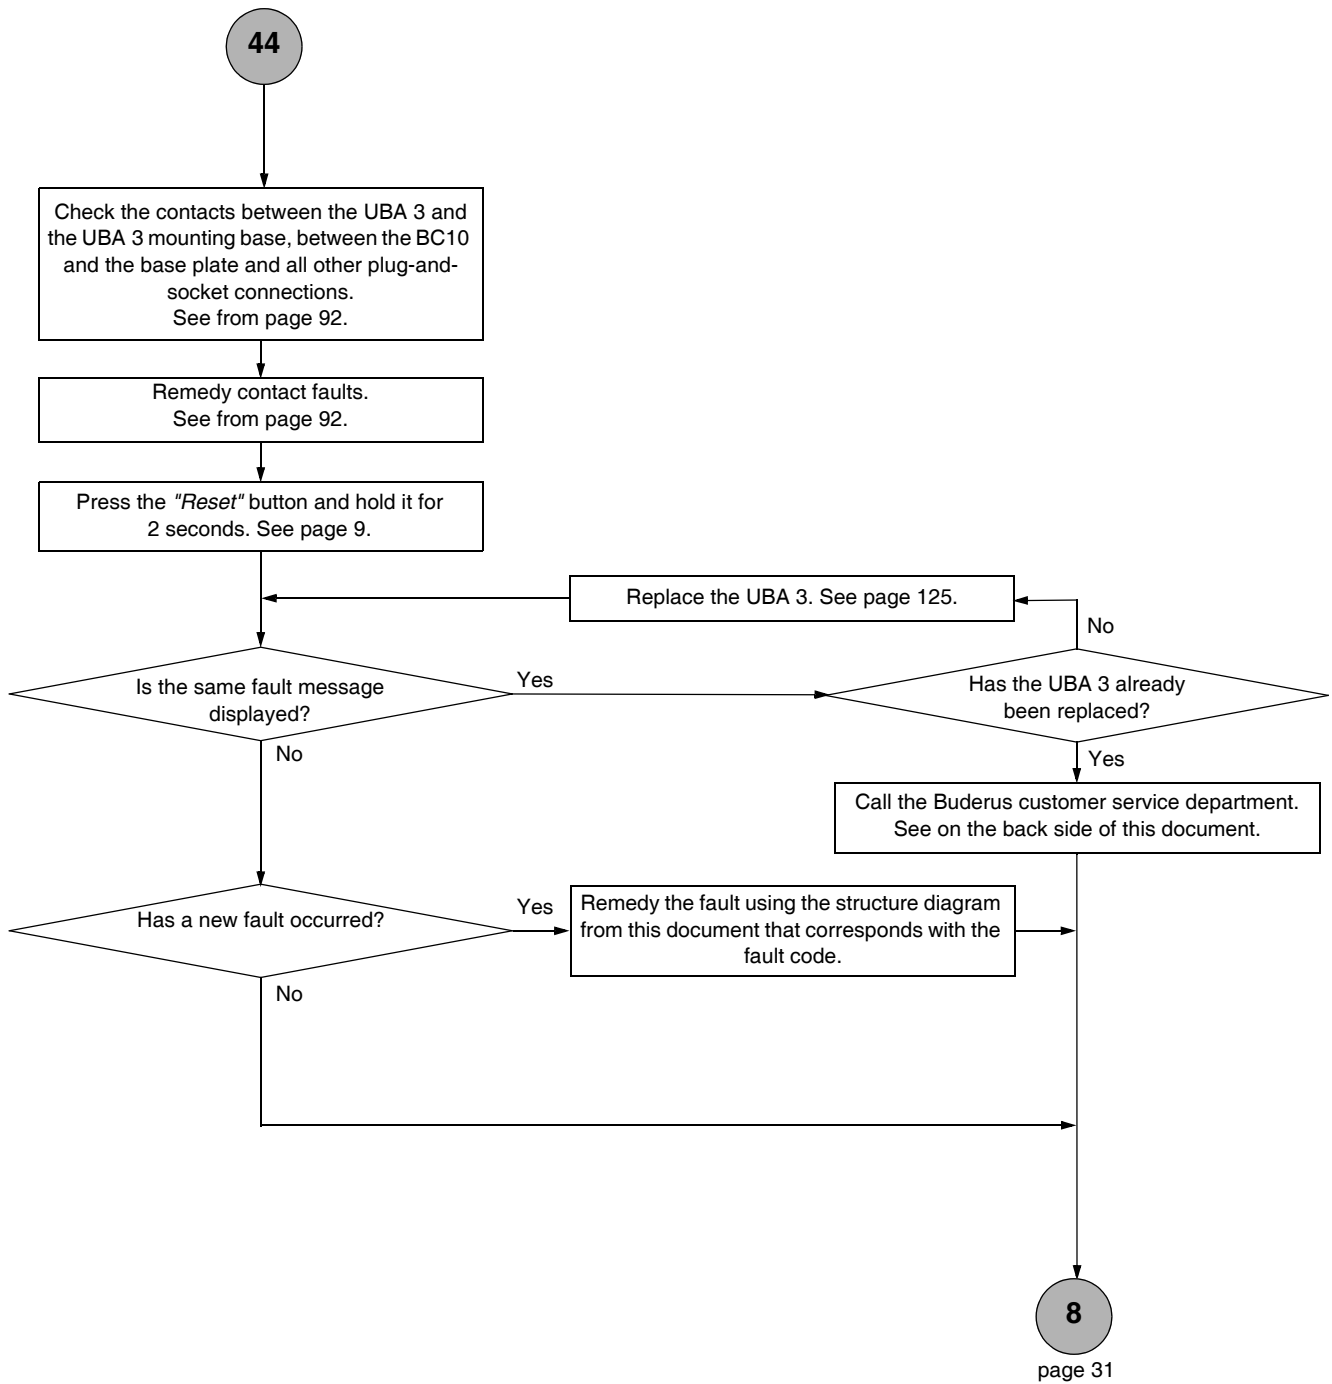 44
Check the contacts between the UBA 3 and
the UBA 3 mounting base, between the BC10
and the base plate and all other plug-and-
socket connections.
See from page 92.
Remedy contact faults.
See from page 92.
Press the "Reset" button and hold it for
2 seconds. See page 9.
Replace the UBA 3. See page 125.
No
Is the same fault message
displayed?
Yes
Has the UBA 3 already
been replaced?
No
Yes
Call the Buderus customer service department.
See on the back side of this document.
Has a new fault occurred?
Yes
Remedy the fault using the structure diagram
from this document that corresponds with the
fault code.
No
8
page 31